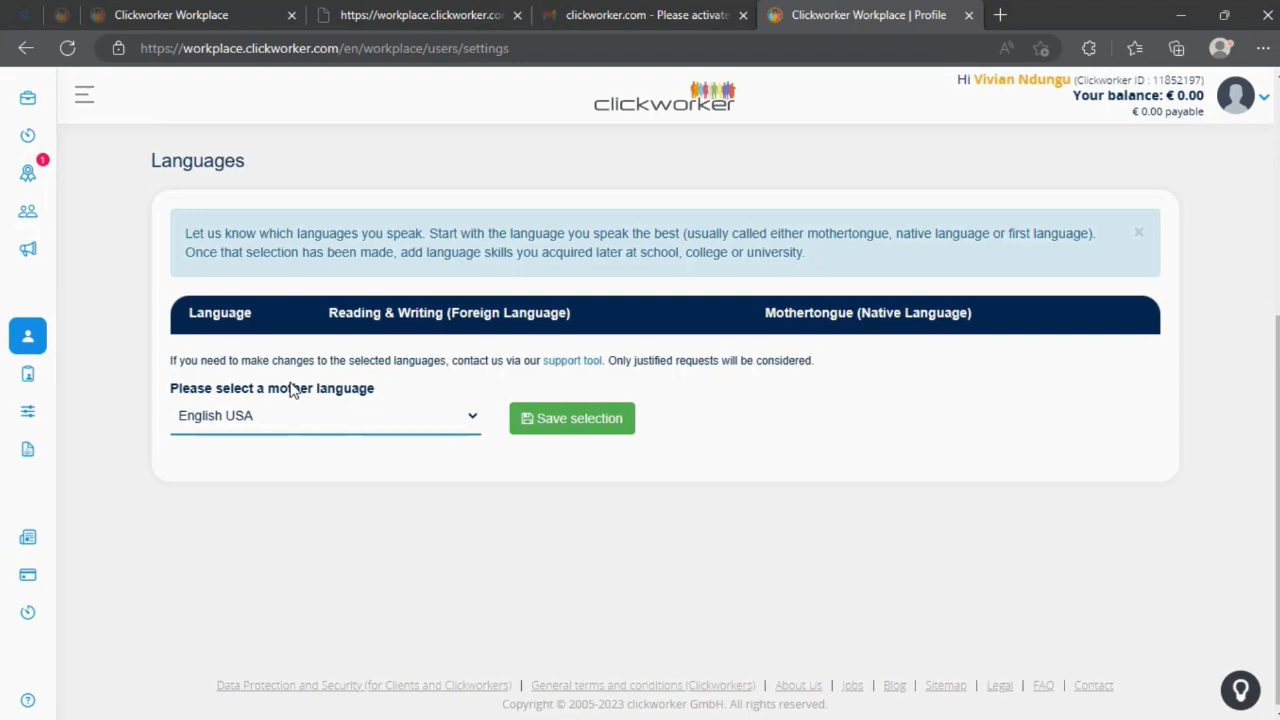 Clickworker Workplace
https://workplace.clickworker.cor
clickworker.com - Please activate
Clickworker Workplace | Profile
https://workplace.clickworker.com/en/workplace/users/settings
clickworker
Hi Vivian Ndungu (Clickworker ID : 11852197)
Your balance: € 0.00
€ 0.00 payable
1
Languages
Let us know which languages you speak. Start with the language you speak the best (usually called either mothertongue, native language or first language).
Once that selection has been made, add language skills you acquired later at school, college or university.
Language Reading & Writing (Foreign Language) Mothertongue (Native Language)
If you need to make changes to the selected languages, contact us via our support tool. Only justified requests will be considered.
Please select a mother language
English USA
Save selection
Data Protection and Security (for Clients and Clickworkers) | General terms and conditions (Clickworkers) | About Us | Jobs | Blog | Sitemap | Legal | FAQ | Contact
Copyright © 2005-2023 clickworker GmbH. All rights reserved.